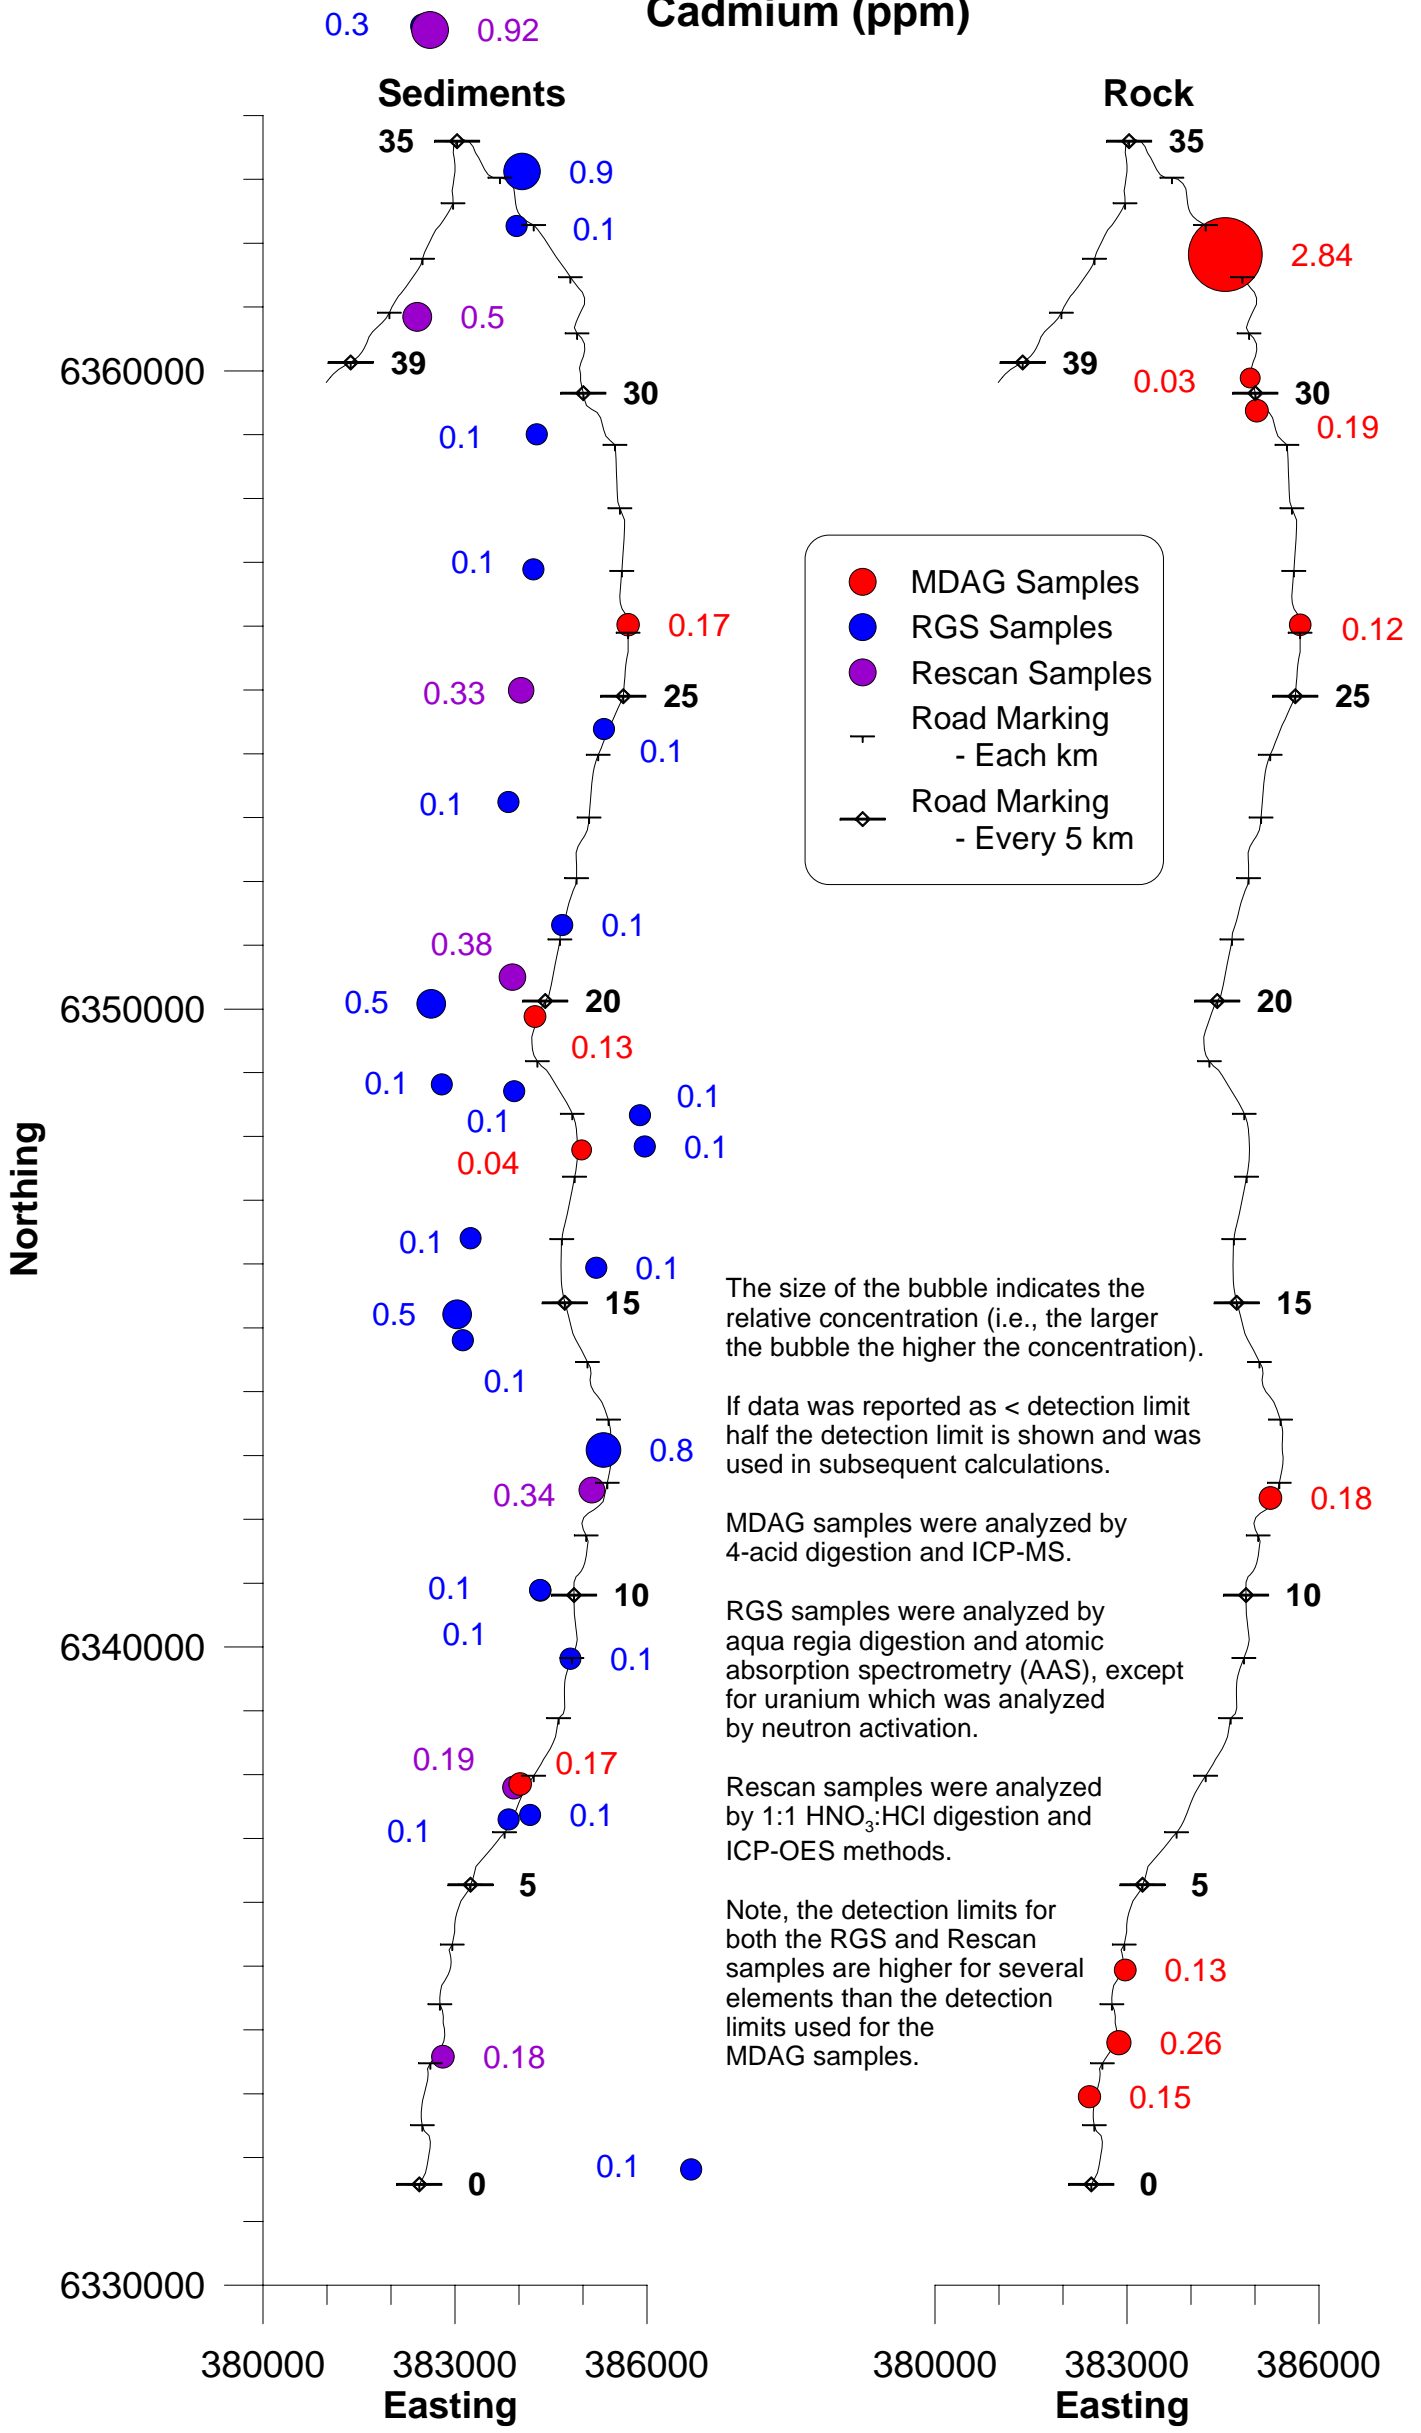 Cadmium (ppm)
0.3
0.92
Sediments
Rock
35
0.9
0.1
0.5
39
30
0.1
0.1
0.17
0.33
25
0.1
0.1
0.1
0.38
0.5
20
0.13
0.1
0.1
0.1
0.1
0.04
0.1
0.1
0.5
15
0.1
0.8
0.34
0.1
10
0.1
0.1
0.19
0.17
0.1
0.1
5
0.18
0.1
0
35
2.84
39
0.03
30
0.19
0.12
25
20
15
0.18
10
5
0.13
0.26
0.15
0
MDAG Samples
RGS Samples
Rescan Samples
Road Marking
- Each km
Road Marking
- Every 5 km
The size of the bubble indicates the
relative concentration (i.e., the larger
the bubble the higher the concentration).
If data was reported as < detection limit
half the detection limit is shown and was
used in subsequent calculations.
MDAG samples were analyzed by
4-acid digestion and ICP-MS.
RGS samples were analyzed by
aqua regia digestion and atomic
absorption spectrometry (AAS), except
for uranium which was analyzed
by neutron activation.
Rescan samples were analyzed
by 1:1 HNO₃:HCl digestion and
ICP-OES methods.
Note, the detection limits for
both the RGS and Rescan
samples are higher for several
elements than the detection
limits used for the
MDAG samples.
Northing
6360000
6350000
6340000
6330000
380000 383000 386000
Easting
380000 383000 386000
Easting